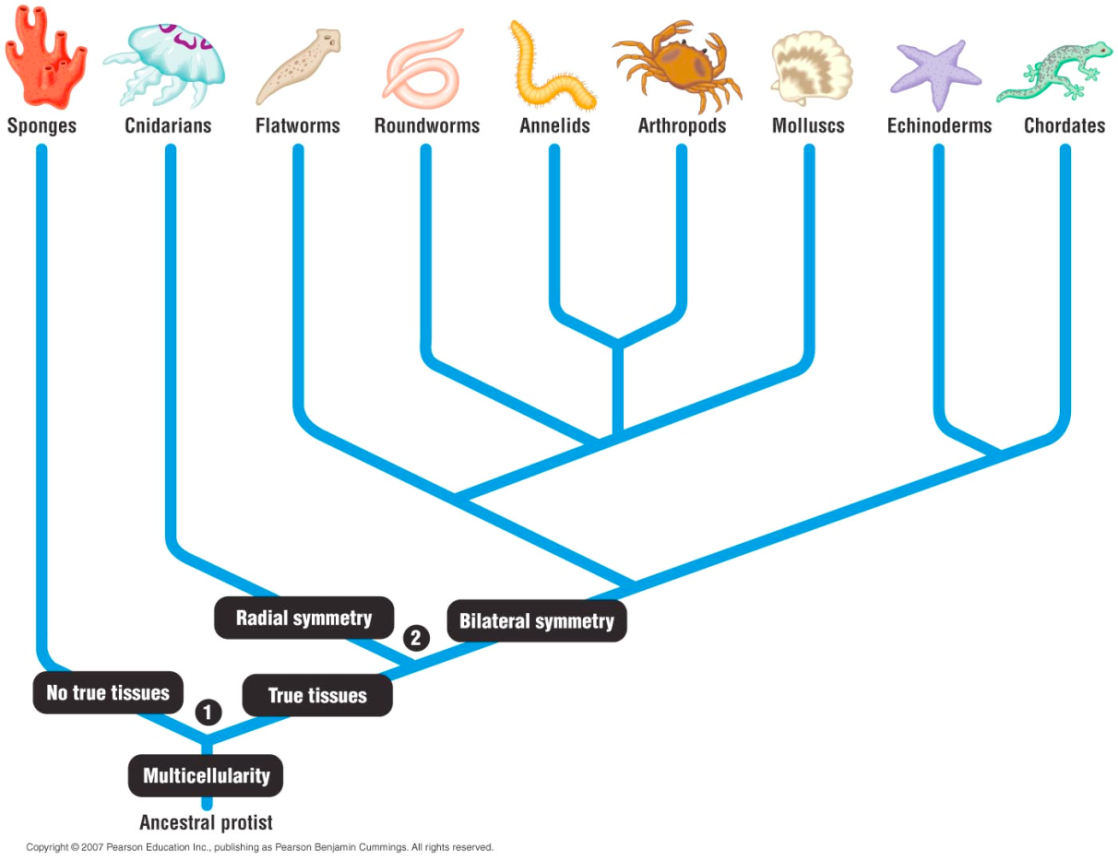 Sponges
Cnidarians
Flatworms
Roundworms
Annelids
Arthropods
Molluscs
Echinoderms
Chordates
Radial symmetry
2
Bilateral symmetry
No true tissues
1
True tissues
Multicellularity
Ancestral protist
Copyright © 2007 Pearson Education Inc., publishing as Pearson Benjamin Cummings. All rights reserved.